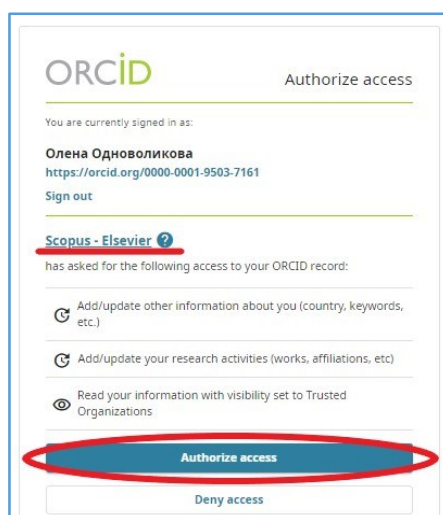 ORCiD
Authorize access
You are currently signed in as:
Олена Одноволикова
https://orcid.org/0000-0001-9503-7161
Sign out
Scopus - Elsevier ?
has asked for the following access to your ORCID record:
Add/update other information about you (country, keywords,
etc.)
Add/update your research activities (works, affiliations, etc)
Read your information with visibility set to Trusted
Organizations
Authorize access
Deny access